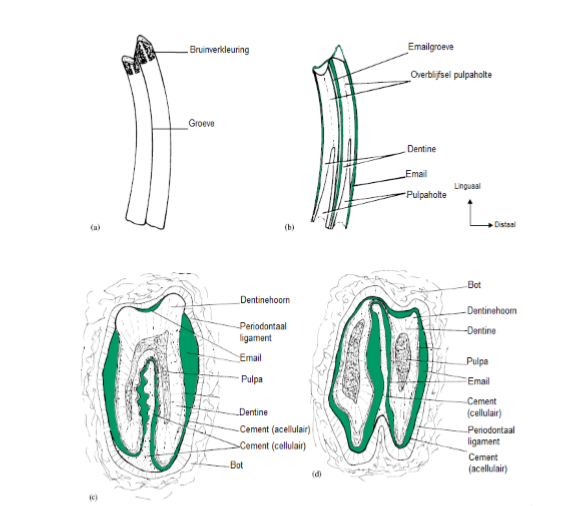 Bruinverkleuring
Groeve
(a)
Emailgroeve
Overblijfsel pulpaholte
Dentine
Email
Pulpaholte
(b)
Linguaal
Distaal
Dentinehoorn
Periodontaal
ligament
Email
Pulpa
Dentine
Cement (acellulair)
Cement (cellulair)
Bot
(c)
Bot
Dentinehoorn
Dentine
Pulpa
Email
Cement
(cellulair)
Periodontaal
ligament
Cement
(acellulair)
(d)